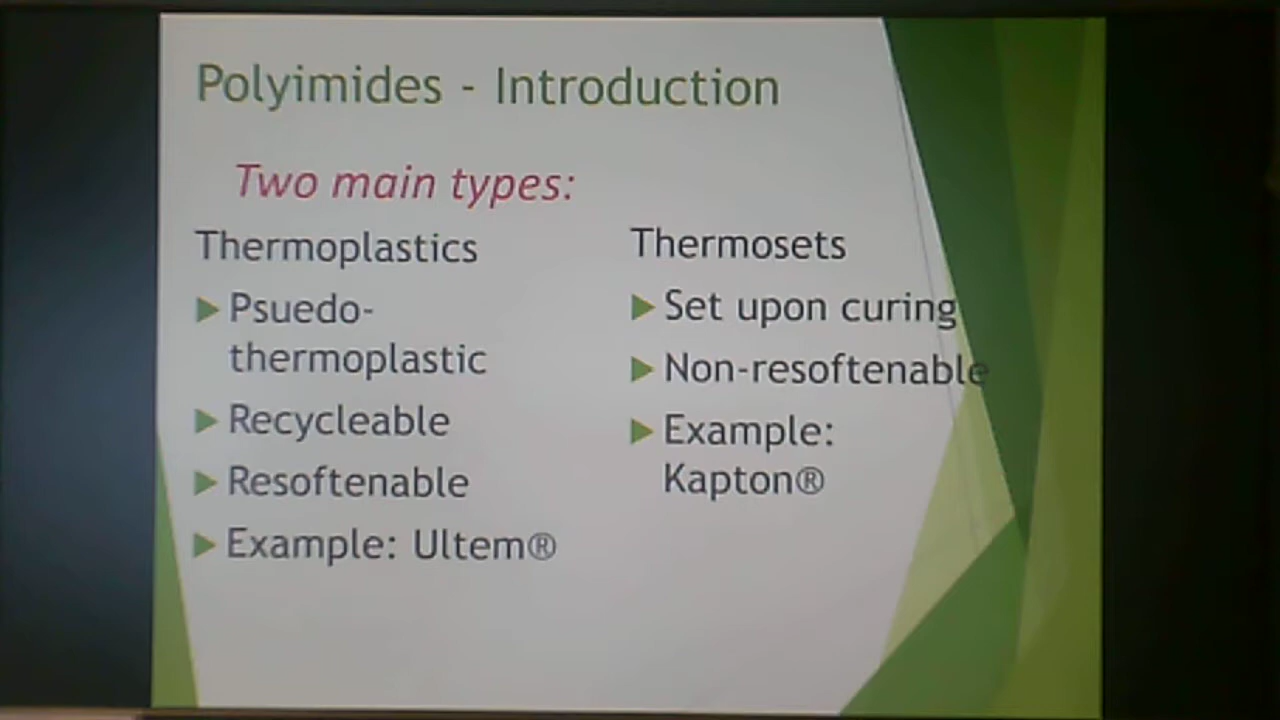 Polyimides - Introduction
Two main types:
Thermoplastics
Psuedo-
thermoplastic
Recycleable
Resoftenable
Example: Ultem®
Thermosets
Set upon curing
Non-resoftenable
Example:
Kapton®